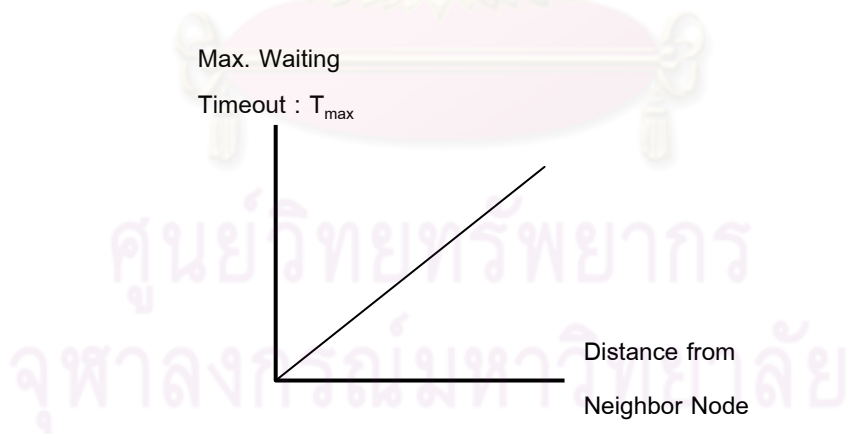 Max. Waiting
Timeout : Tmax
ศูนย์วิทยทรัพยากร
จุฬาลงกรณ์มหาวิทยาลัย
Distance from
Neighbor Node